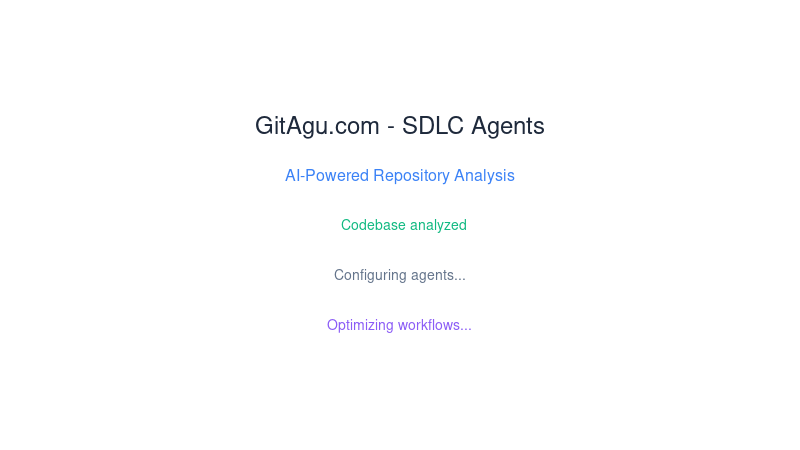 GitAgu.com - SDLC Agents
AI-Powered Repository Analysis
Codebase analyzed
Configuring agents...
Optimizing workflows...